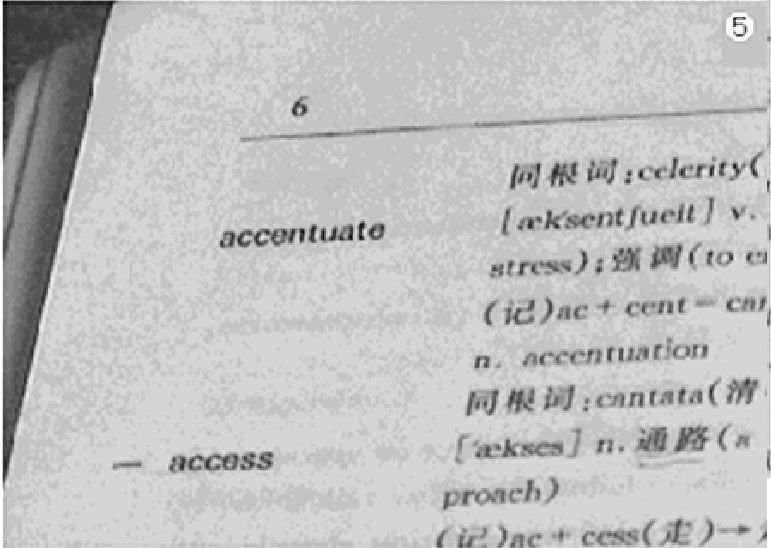 5
6
同根词:celerity(
accentuate [æk'sentʃueit] v.
stress);强调(to
(记)ac + cent =
n. accentuation
同根词:cantata(清
— access ['ækses] n. 通路(a
proach)
(记)ac + cess(走)→